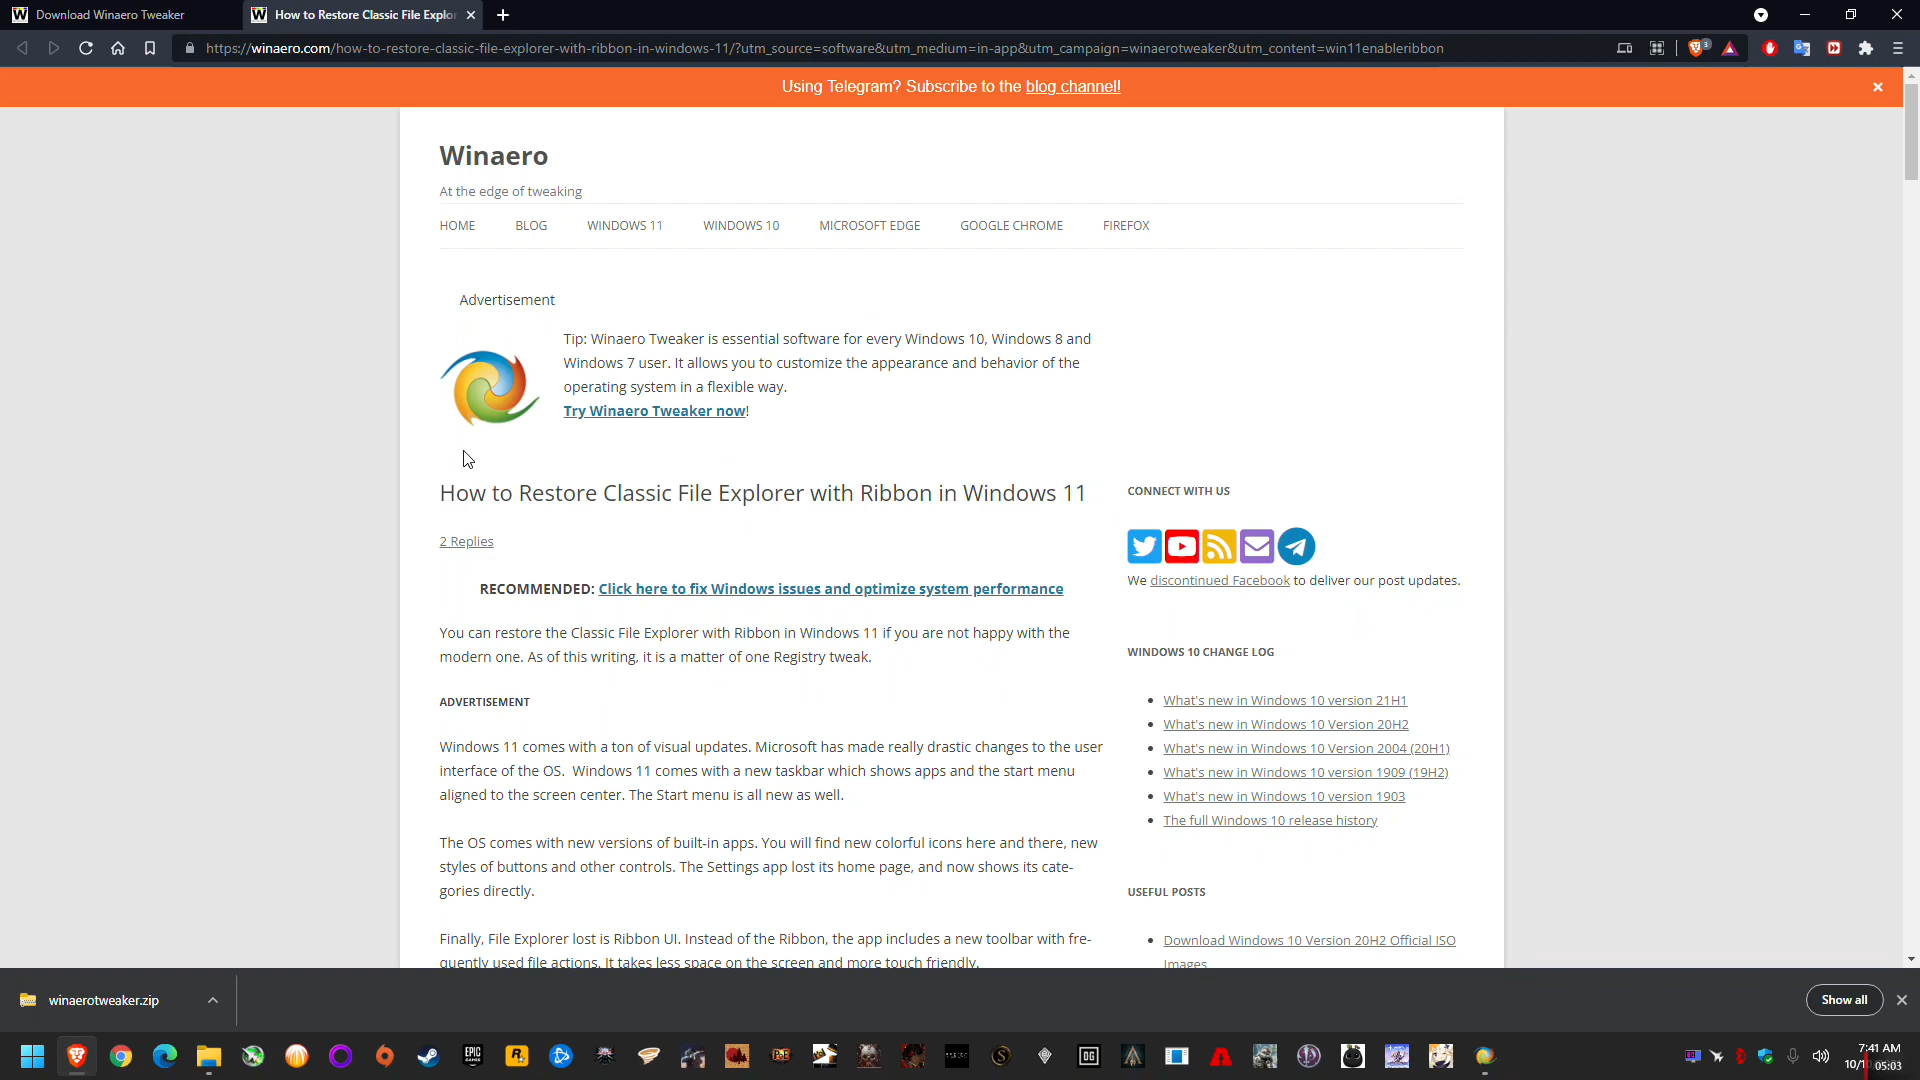 Download Winaero Tweaker
How to Restore Classic File Explor
https://winaero.com/how-to-restore-classic-file-explorer-with-ribbon-in-windows-11/?utm_source=software&utm_medium=in-app&utm_campaign=winaerotweaker&utm_content=win11enableribbon
Using Telegram? Subscribe to the blog channel!
Winaero
At the edge of tweaking
HOME BLOG WINDOWS 11 WINDOWS 10 MICROSOFT EDGE GOOGLE CHROME FIREFOX
Advertisement
Tip: Winaero Tweaker is essential software for every Windows 10, Windows 8 and
Windows 7 user. It allows you to customize the appearance and behavior of the
operating system in a flexible way.
Try Winaero Tweaker now!
How to Restore Classic File Explorer with Ribbon in Windows 11
2 Replies
RECOMMENDED: Click here to fix Windows issues and optimize system performance
You can restore the Classic File Explorer with Ribbon in Windows 11 if you are not happy with the
modern one. As of this writing, it is a matter of one Registry tweak.
ADVERTISEMENT
Windows 11 comes with a ton of visual updates. Microsoft has made really drastic changes to the user
interface of the OS.  Windows 11 comes with a new taskbar which shows apps and the start menu
aligned to the screen center. The Start menu is all new as well.
The OS comes with new versions of built-in apps. You will find new colorful icons here and there, new
styles of buttons and other controls. The Settings app lost its home page, and now shows its cate-
gories directly.
Finally, File Explorer lost is Ribbon UI. Instead of the Ribbon, the app includes a new toolbar with fre-
quently used file actions. It takes less space on the screen and more touch friendly.
CONNECT WITH US
We discontinued Facebook to deliver our post updates.
WINDOWS 10 CHANGE LOG
What's new in Windows 10 version 21H1
What's new in Windows 10 Version 20H2
What's new in Windows 10 Version 2004 (20H1)
What's new in Windows 10 version 1909 (19H2)
What's new in Windows 10 version 1903
The full Windows 10 release history
USEFUL POSTS
Download Windows 10 Version 20H2 Official ISO
Images
winaerotweaker.zip
Show all
EPIC
GAMES
7:41 AM
05:03